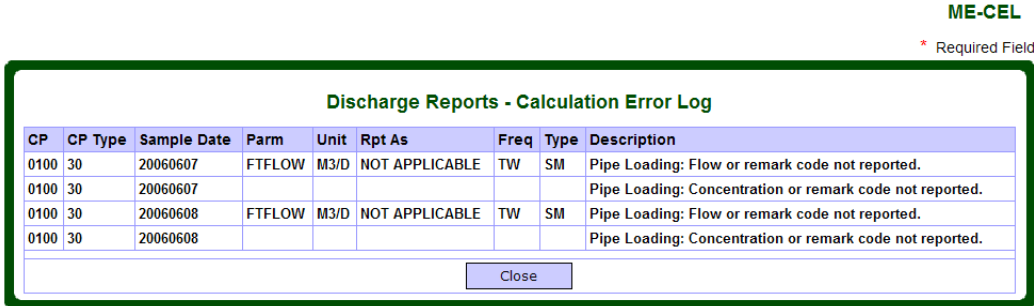 ME-CEL
* Required Field
Discharge Reports - Calculation Error Log
CP CP Type Sample Date Parm Unit Rpt As Freq Type Description
0100 30 20060607 FTFLOW M3/D NOT APPLICABLE TW SM Pipe Loading: Flow or remark code not reported.
0100 30 20060607 Pipe Loading: Concentration or remark code not reported.
0100 30 20060608 FTFLOW M3/D NOT APPLICABLE TW SM Pipe Loading: Flow or remark code not reported.
0100 30 20060608 Pipe Loading: Concentration or remark code not reported.
Close